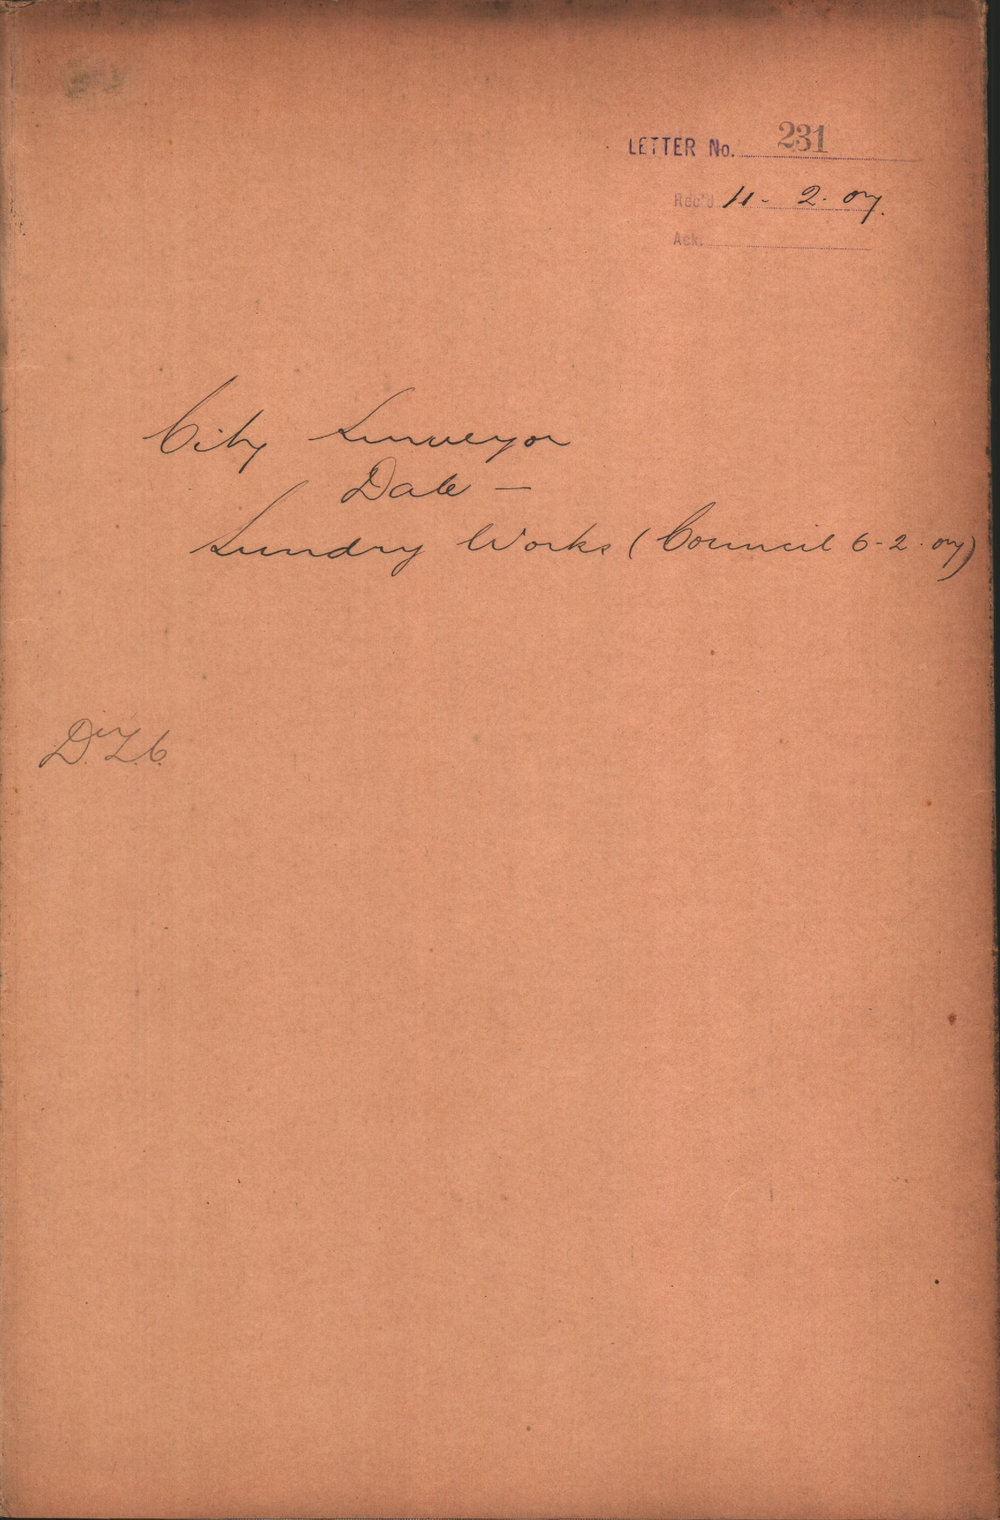 LETTER No. 231
Rec'd 11 - 2 . 07.
Ack.
City Surveyor
Date —
Sundry Works (Council 6-2.07)